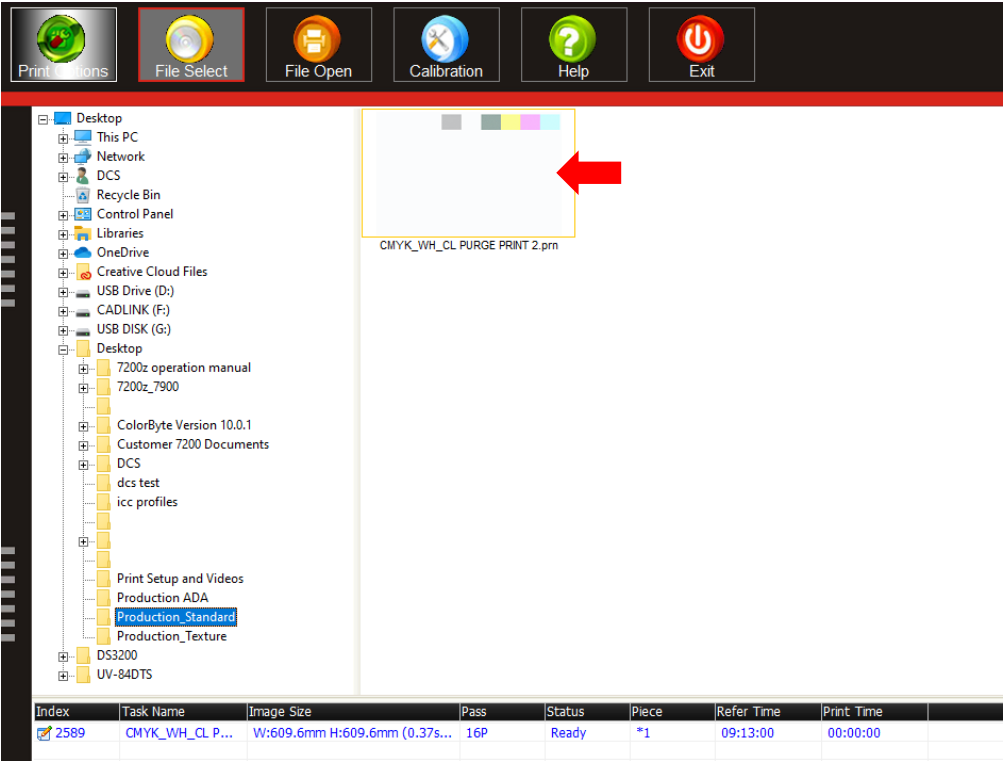 Print Options File Select File Open Calibration Help Exit
Desktop
This PC
Network
DCS
Recycle Bin
Control Panel
Libraries
OneDrive
Creative Cloud Files
USB Drive (D:)
CADLINK (F:)
USB DISK (G:)
Desktop
7200z operation manual
7200z_7900
ColorByte Version 10.0.1
Customer 7200 Documents
DCS
dcs test
icc profiles
Print Setup and Videos
Production ADA
Production_Standard
Production_Texture
DS3200
UV-84DTS
CMYK_WH_CL PURGE PRINT 2.prn
Index Task Name Image Size Pass Status Piece Refer Time Print Time
2589 CMYK_WH_CL P... W:609.6mm H:609.6mm (0.37s... 16P Ready *1 09:13:00 00:00:00